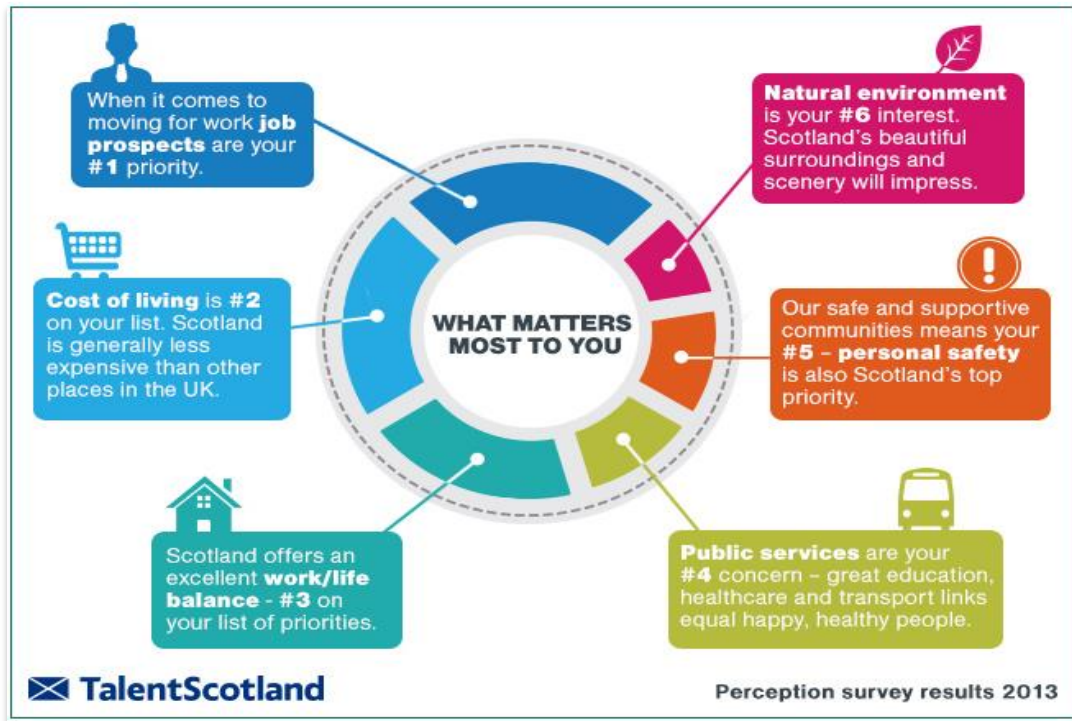 When it comes to
moving for work job
prospects are your
#1 priority.
Natural environment
is your #6 interest.
Scotland's beautiful
surroundings and
scenery will impress.
Cost of living is #2
on your list. Scotland
is generally less
expensive than other
places in the UK.
WHAT MATTERS
MOST TO YOU
Our safe and supportive
communities means your
#5 – personal safety
is also Scotland's top
priority.
Scotland offers an
excellent work/life
balance - #3 on
your list of priorities.
Public services are your
#4 concern – great education,
healthcare and transport links
equal happy, healthy people.
TalentScotland
Perception survey results 2013